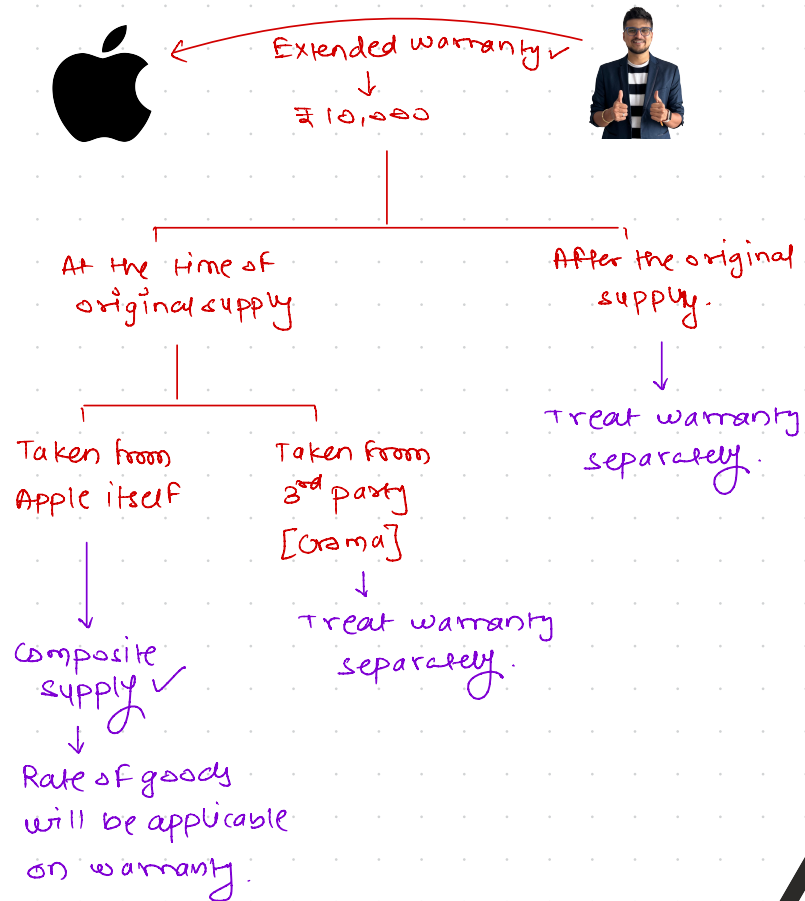 Extended warranty ✓
₹10,000
At the time of
original supply
After the original
supply.
Treat warranty
separately.
Taken from
Apple itself
Taken from
3rd party
[Croma]
Treat warranty
separately.
Composite
supply ✓
Rate of goods
will be applicable
on warranty.